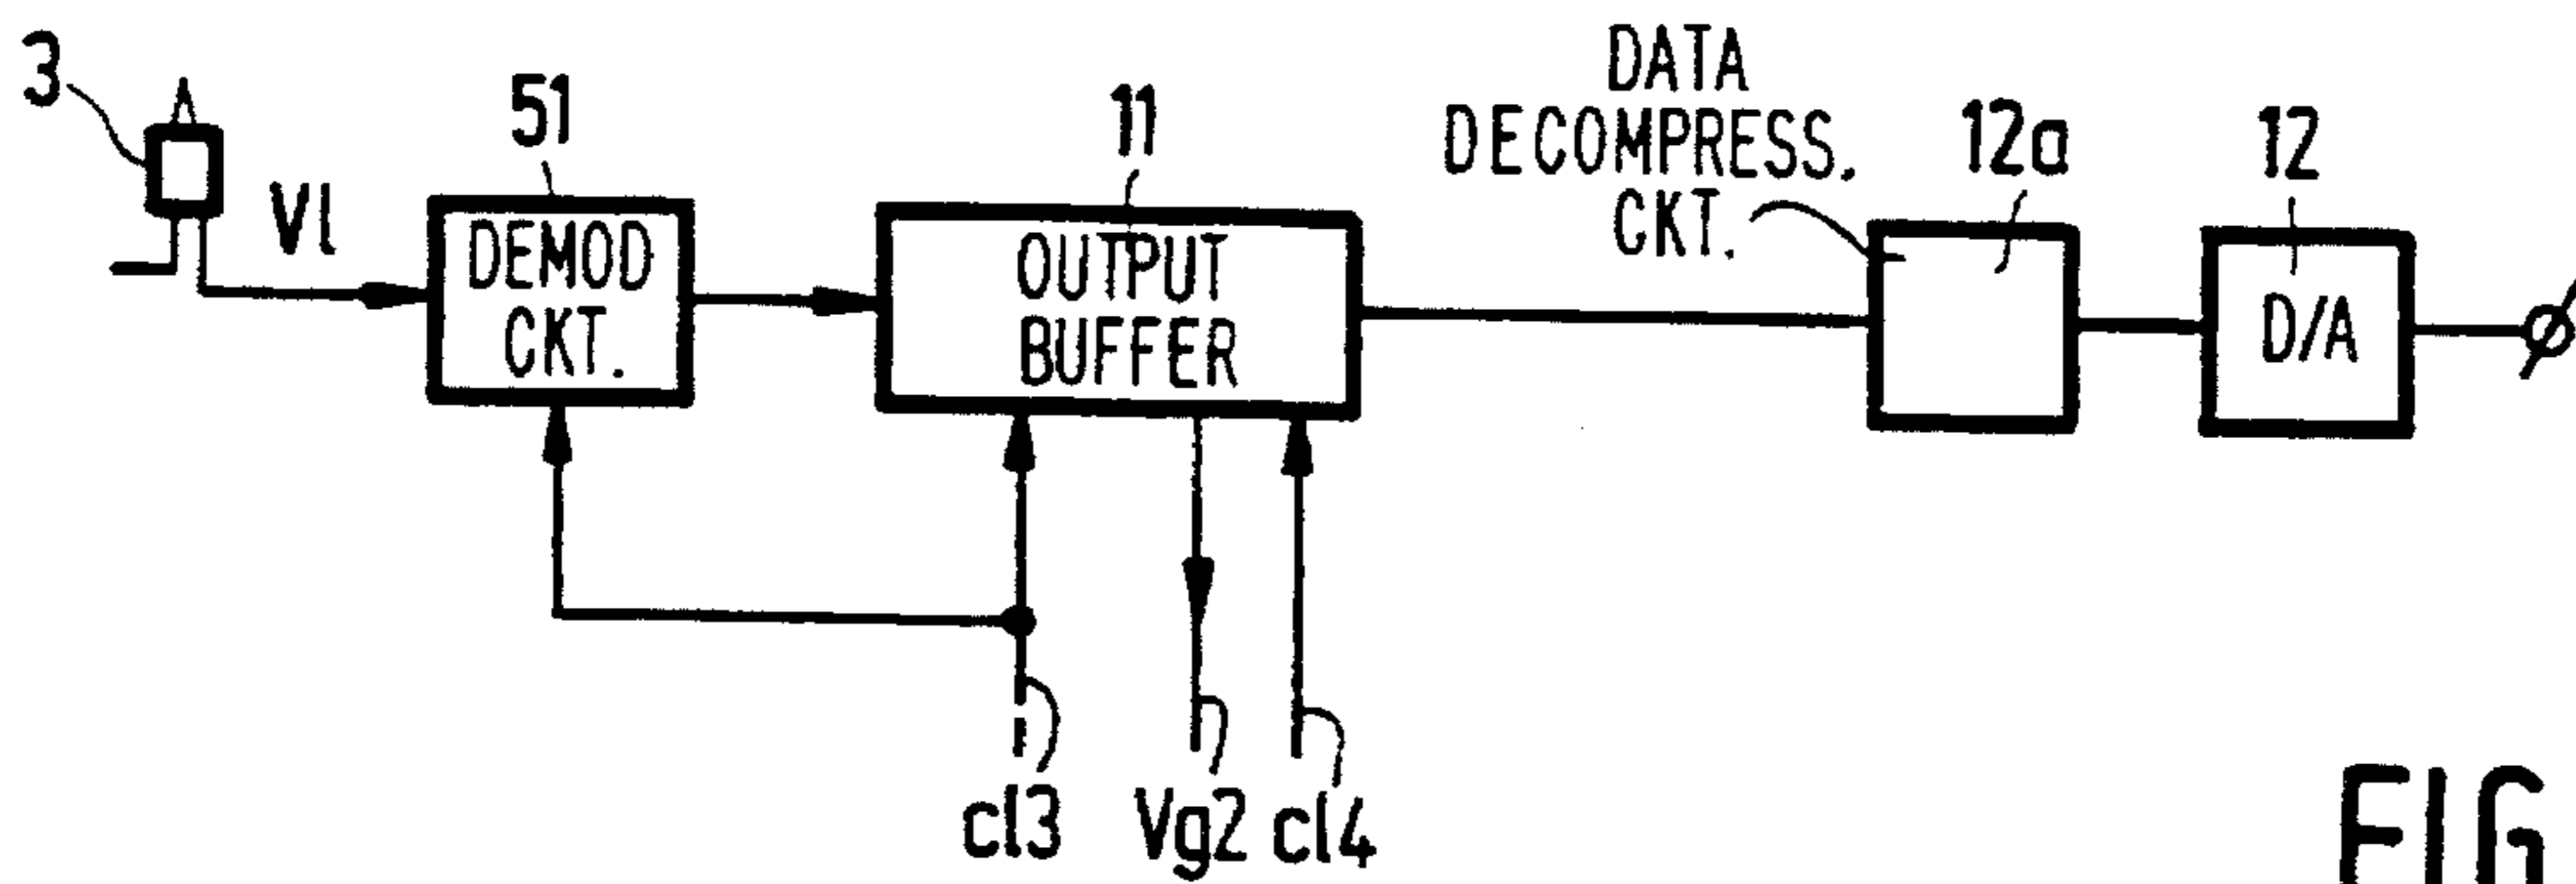 3
Vl
51
DEMOD
CKT.
11
OUTPUT
BUFFER
DATA
DECOMPRESS.
CKT.
12a
12
D/A
cl3
Vg2
cl4
FIG